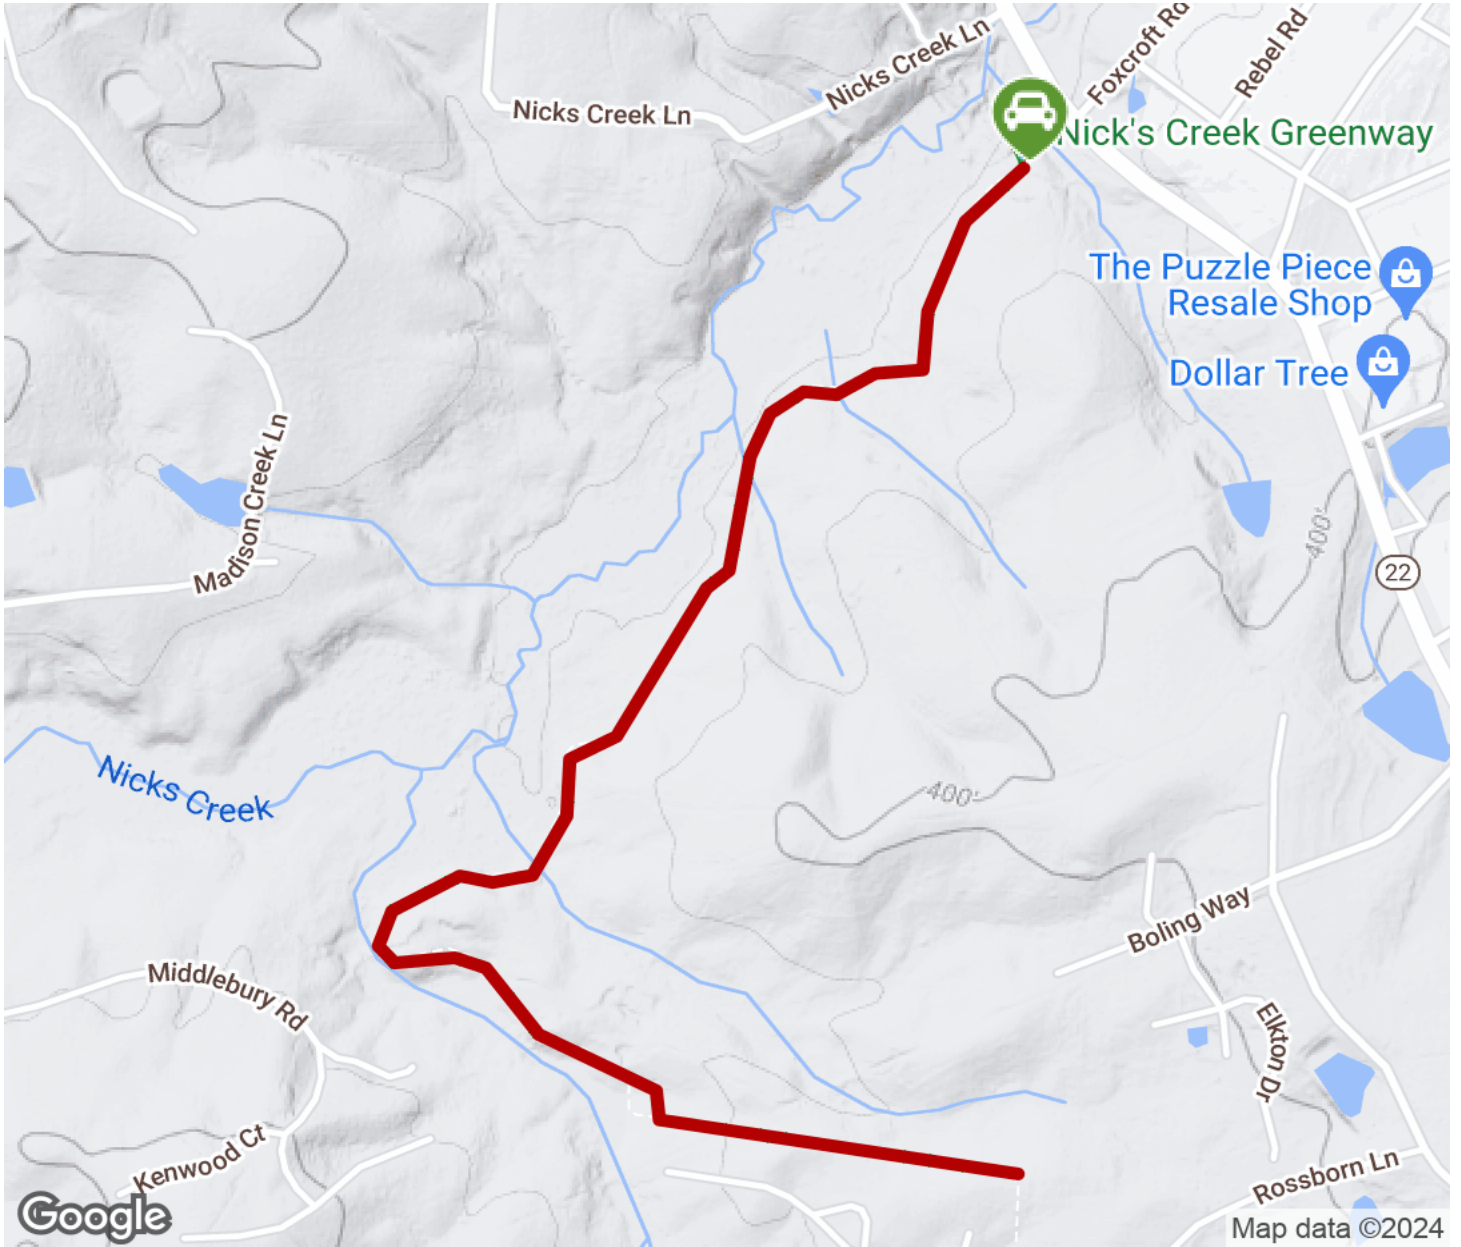 Nicks Creek Ln
Foxcroft Rd
Rebel Rd
Nicks Creek Ln
Nick's Creek Greenway
The Puzzle Piece
Resale Shop
Dollar Tree
Madison Creek Ln
400'
22
Nicks Creek
400'
Boling Way
Middlebury Rd
Elkton Dr
Kenwood Ct
Rossborn Ln
Google
Map data ©2024